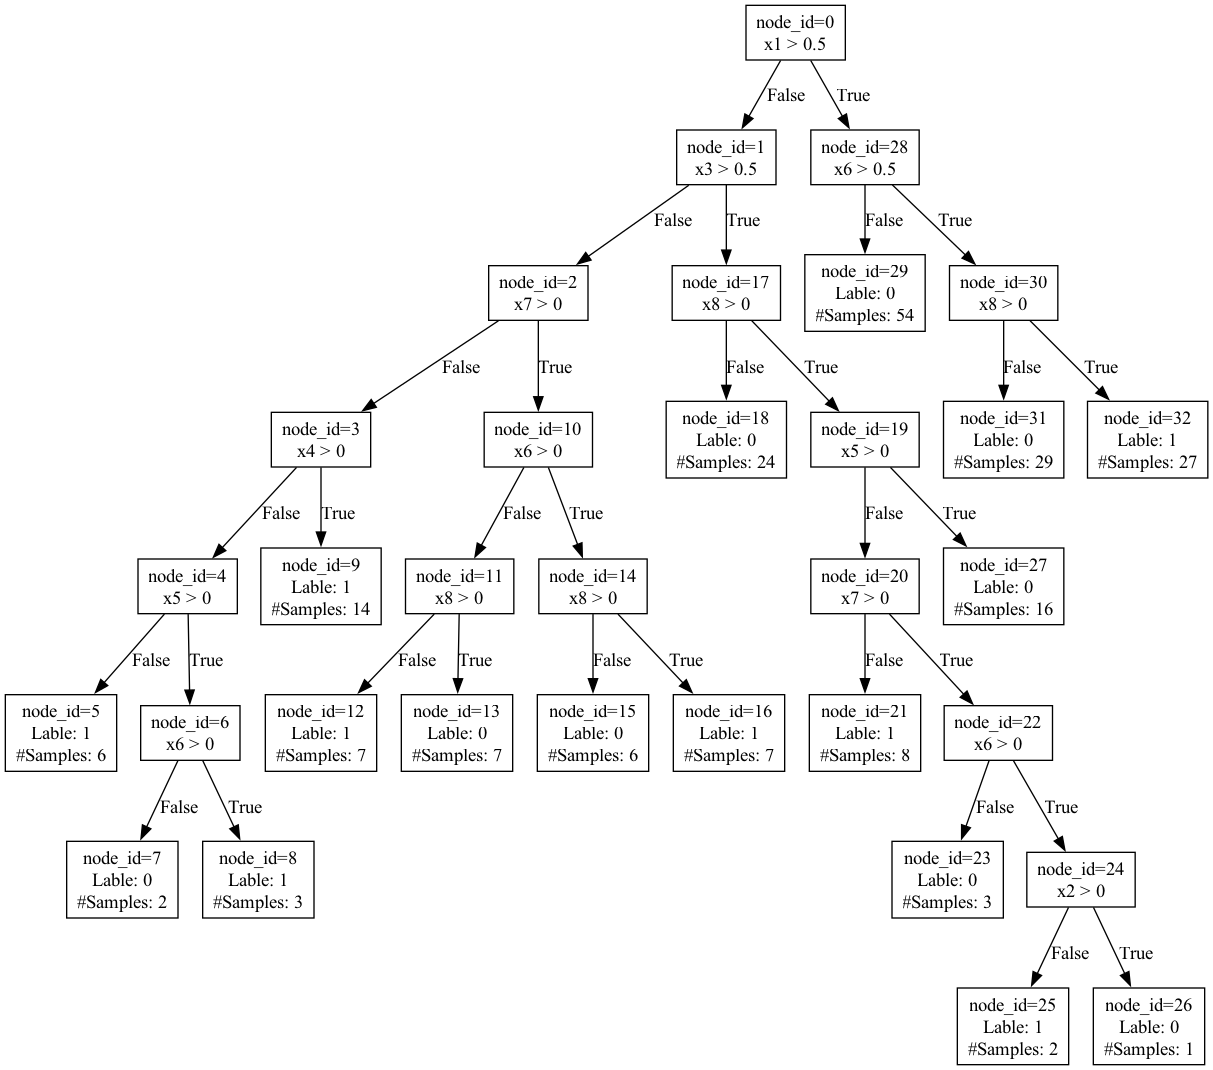 node_id=0
x1 > 0.5
False
True
node_id=1
x3 > 0.5
node_id=28
x6 > 0.5
False
True
False
True
node_id=2
x7 > 0
node_id=17
x8 > 0
node_id=29
Lable: 0
#Samples: 54
node_id=30
x8 > 0
False
True
False
True
False
True
node_id=3
x4 > 0
node_id=10
x6 > 0
node_id=18
Lable: 0
#Samples: 24
node_id=19
x5 > 0
node_id=31
Lable: 0
#Samples: 29
node_id=32
Lable: 1
#Samples: 27
False
True
False
True
False
True
node_id=4
x5 > 0
node_id=9
Lable: 1
#Samples: 14
node_id=11
x8 > 0
node_id=14
x8 > 0
node_id=20
x7 > 0
node_id=27
Lable: 0
#Samples: 16
False
True
False
True
False
True
False
True
node_id=5
Lable: 1
#Samples: 6
node_id=6
x6 > 0
node_id=12
Lable: 1
#Samples: 7
node_id=13
Lable: 0
#Samples: 7
node_id=15
Lable: 0
#Samples: 6
node_id=16
Lable: 1
#Samples: 7
node_id=21
Lable: 1
#Samples: 8
node_id=22
x6 > 0
False
True
False
True
node_id=7
Lable: 0
#Samples: 2
node_id=8
Lable: 1
#Samples: 3
node_id=23
Lable: 0
#Samples: 3
node_id=24
x2 > 0
False
True
node_id=25
Lable: 1
#Samples: 2
node_id=26
Lable: 0
#Samples: 1